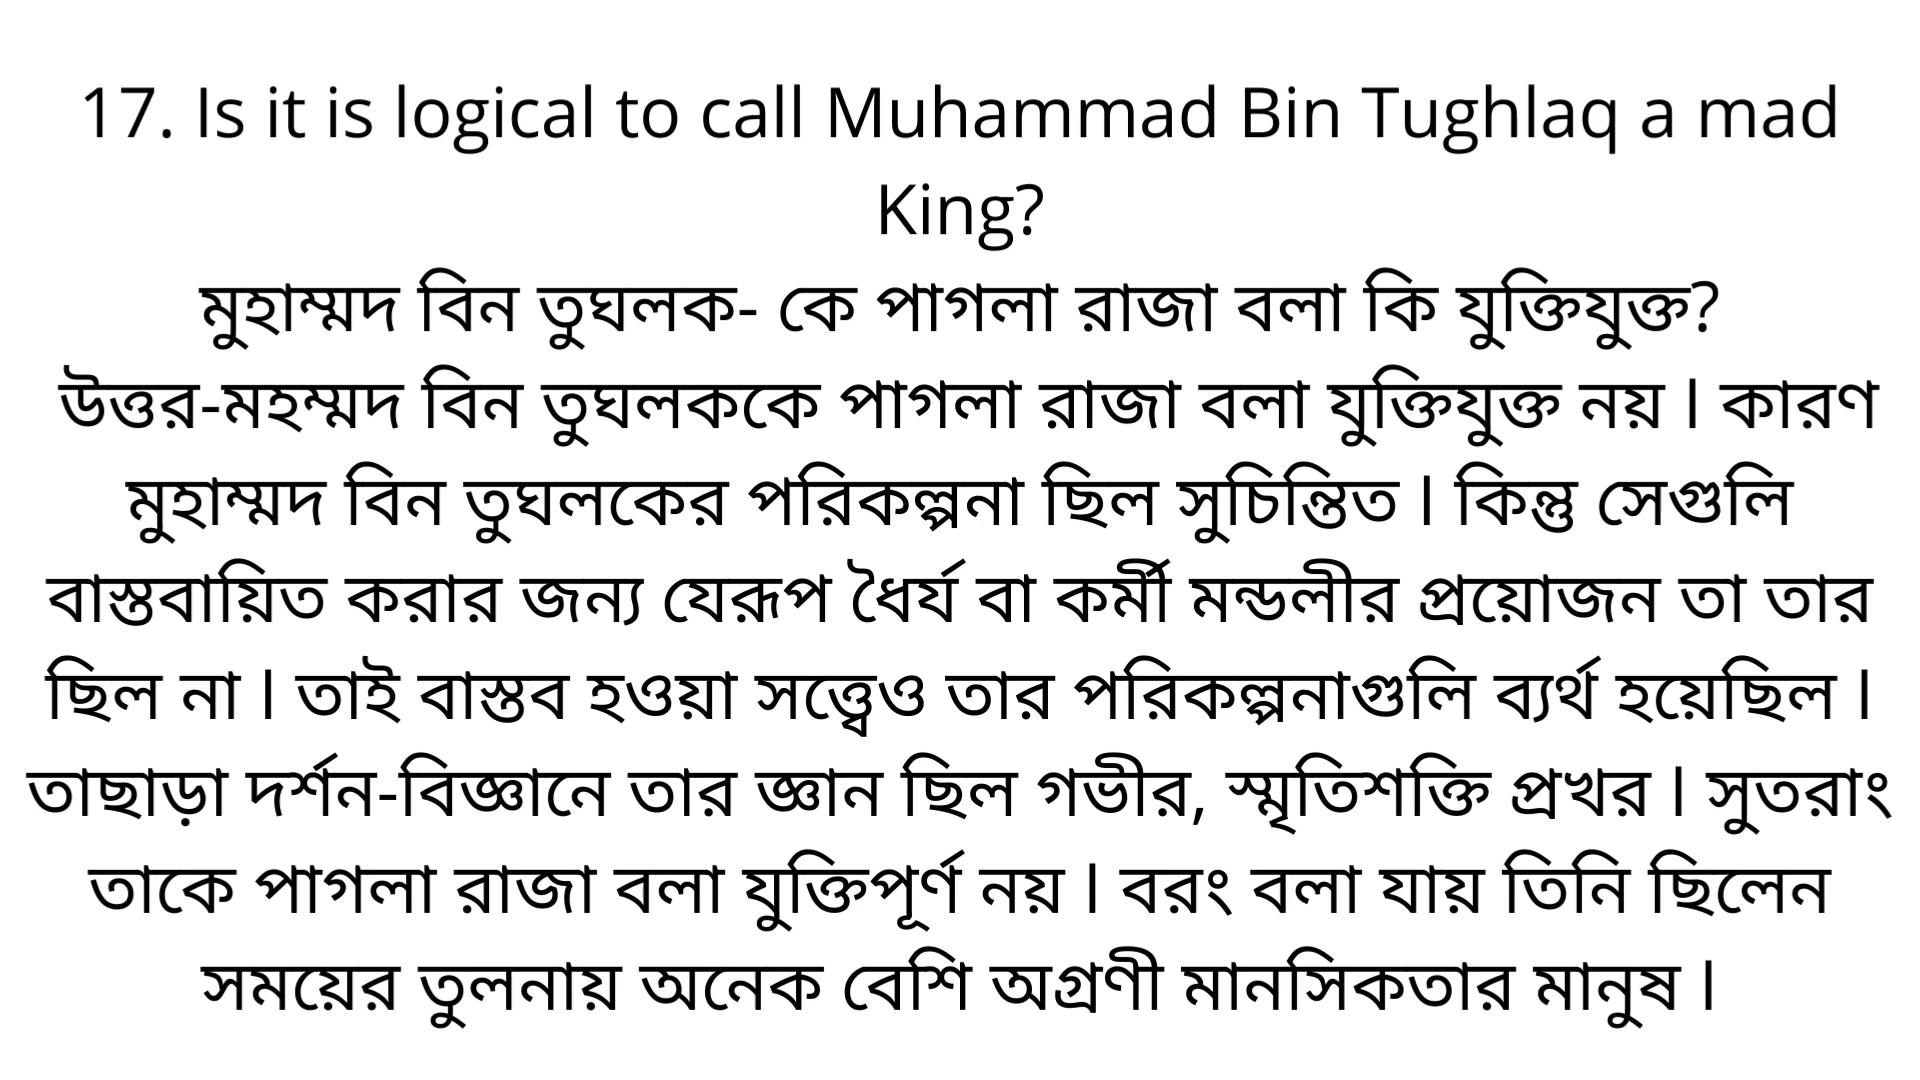 17. Is it is logical to call Muhammad Bin Tughlaq a mad
King?
মুহাম্মদ বিন তুঘলক- কে পাগলা রাজা বলা কি যুক্তিযুক্ত?
উত্তর-মহম্মদ বিন তুঘলককে পাগলা রাজা বলা যুক্তিযুক্ত নয় । কারণ
মুহাম্মদ বিন তুঘলকের পরিকল্পনা ছিল সুচিন্তিত । কিন্তু সেগুলি
বাস্তবায়িত করার জন্য যেরূপ ধৈর্য বা কর্মী মন্ডলীর প্রয়োজন তা তার
ছিল না । তাই বাস্তব হওয়া সত্ত্বেও তার পরিকল্পনাগুলি ব্যর্থ হয়েছিল ।
তাছাড়া দর্শন-বিজ্ঞানে তার জ্ঞান ছিল গভীর, স্মৃতিশক্তি প্রখর । সুতরাং
তাকে পাগলা রাজা বলা যুক্তিপূর্ণ নয় । বরং বলা যায় তিনি ছিলেন
সময়ের তুলনায় অনেক বেশি অগ্রণী মানসিকতার মানুষ ।